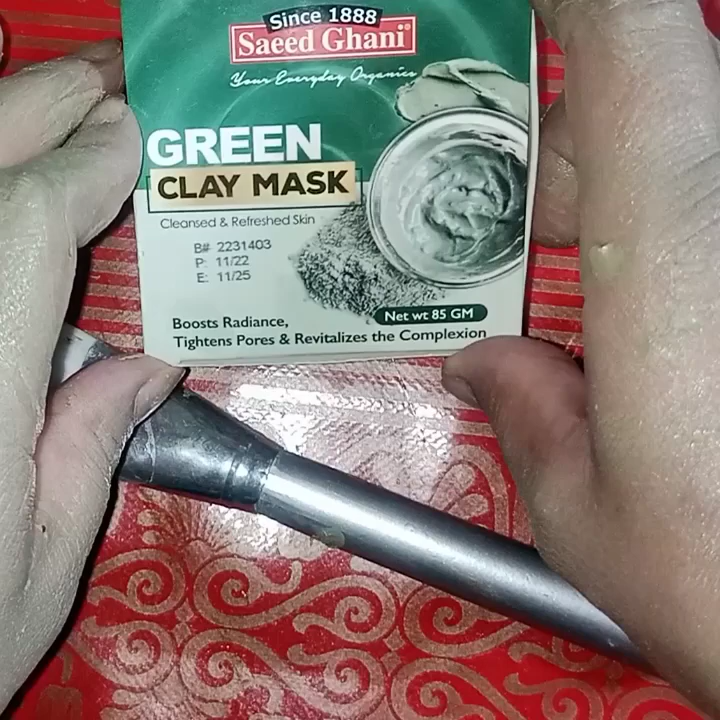 Since 1888
Saeed Ghani®
Your Everyday Organics
GREEN
CLAY MASK
Cleansed & Refreshed Skin
B# 2231403
P: 11/22
E: 11/25
Net wt 85 GM
Boosts Radiance,
Tightens Pores & Revitalizes the Complexion